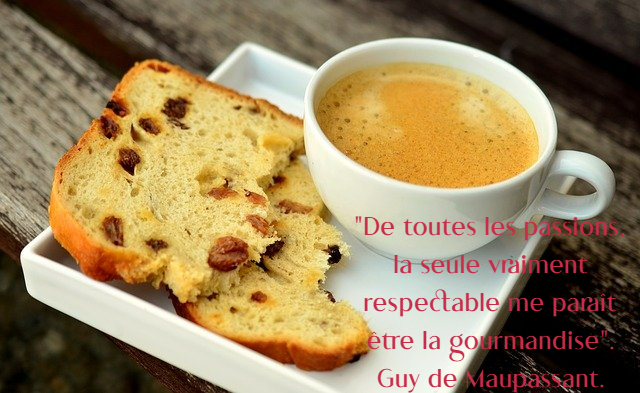 "De toutes les passions,
la seule vraiment
respectable me paraît
être la gourmandise".
Guy de Maupassant.